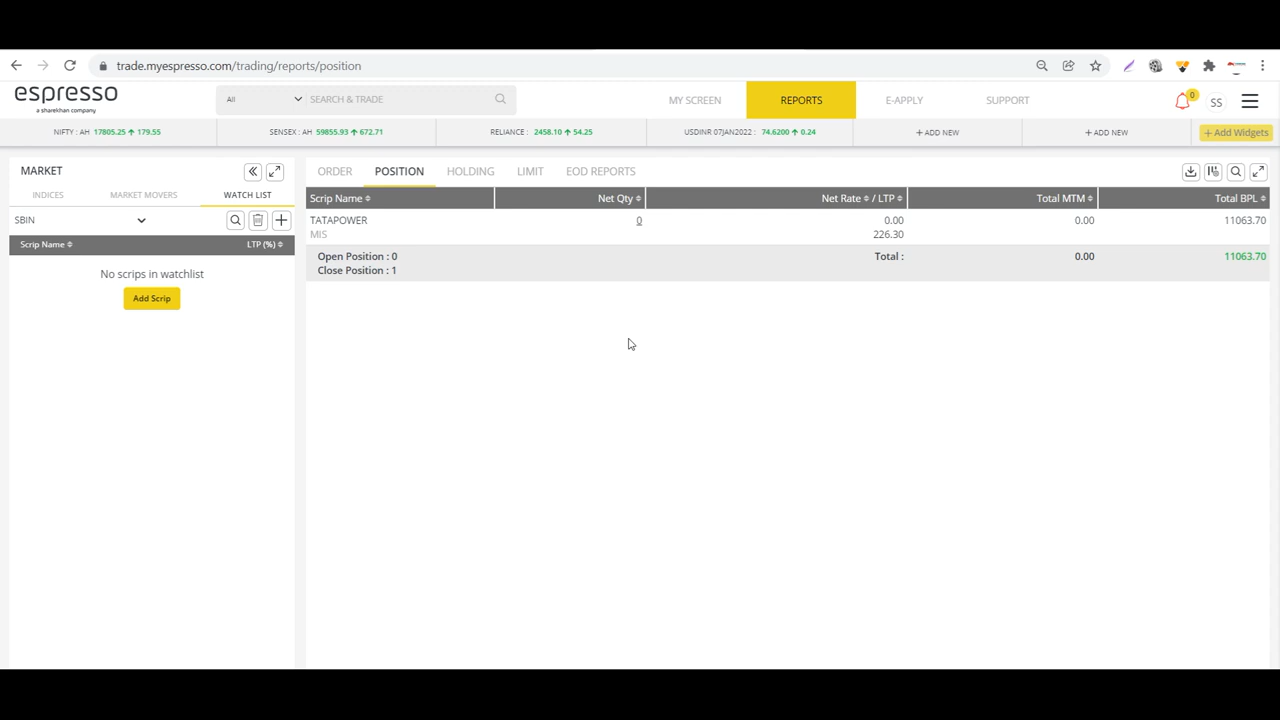 trade.myespresso.com/trading/reports/position
espresso
a sharekhan company
All
SEARCH & TRADE
MY SCREEN
REPORTS
E-APPLY
SUPPORT
0
SS
NIFTY : AH 17805.25 ↑ 179.55
SENSEX : AH 59855.93 ↑ 672.71
RELIANCE : 2458.10 ↑ 54.25
USDINR 07JAN2022 : 74.6200 ↑ 0.24
+ ADD NEW
+ ADD NEW
+ Add Widgets
MARKET
INDICES
MARKET MOVERS
WATCH LIST
SBIN
Scrip Name
LTP (%)
No scrips in watchlist
Add Scrip
ORDER
POSITION
HOLDING
LIMIT
EOD REPORTS
Scrip Name
Net Qty
Net Rate / LTP
Total MTM
Total BPL
TATAPOWER
0
0.00
0.00
11063.70
MIS
226.30
Open Position : 0
Total :
0.00
11063.70
Close Position : 1